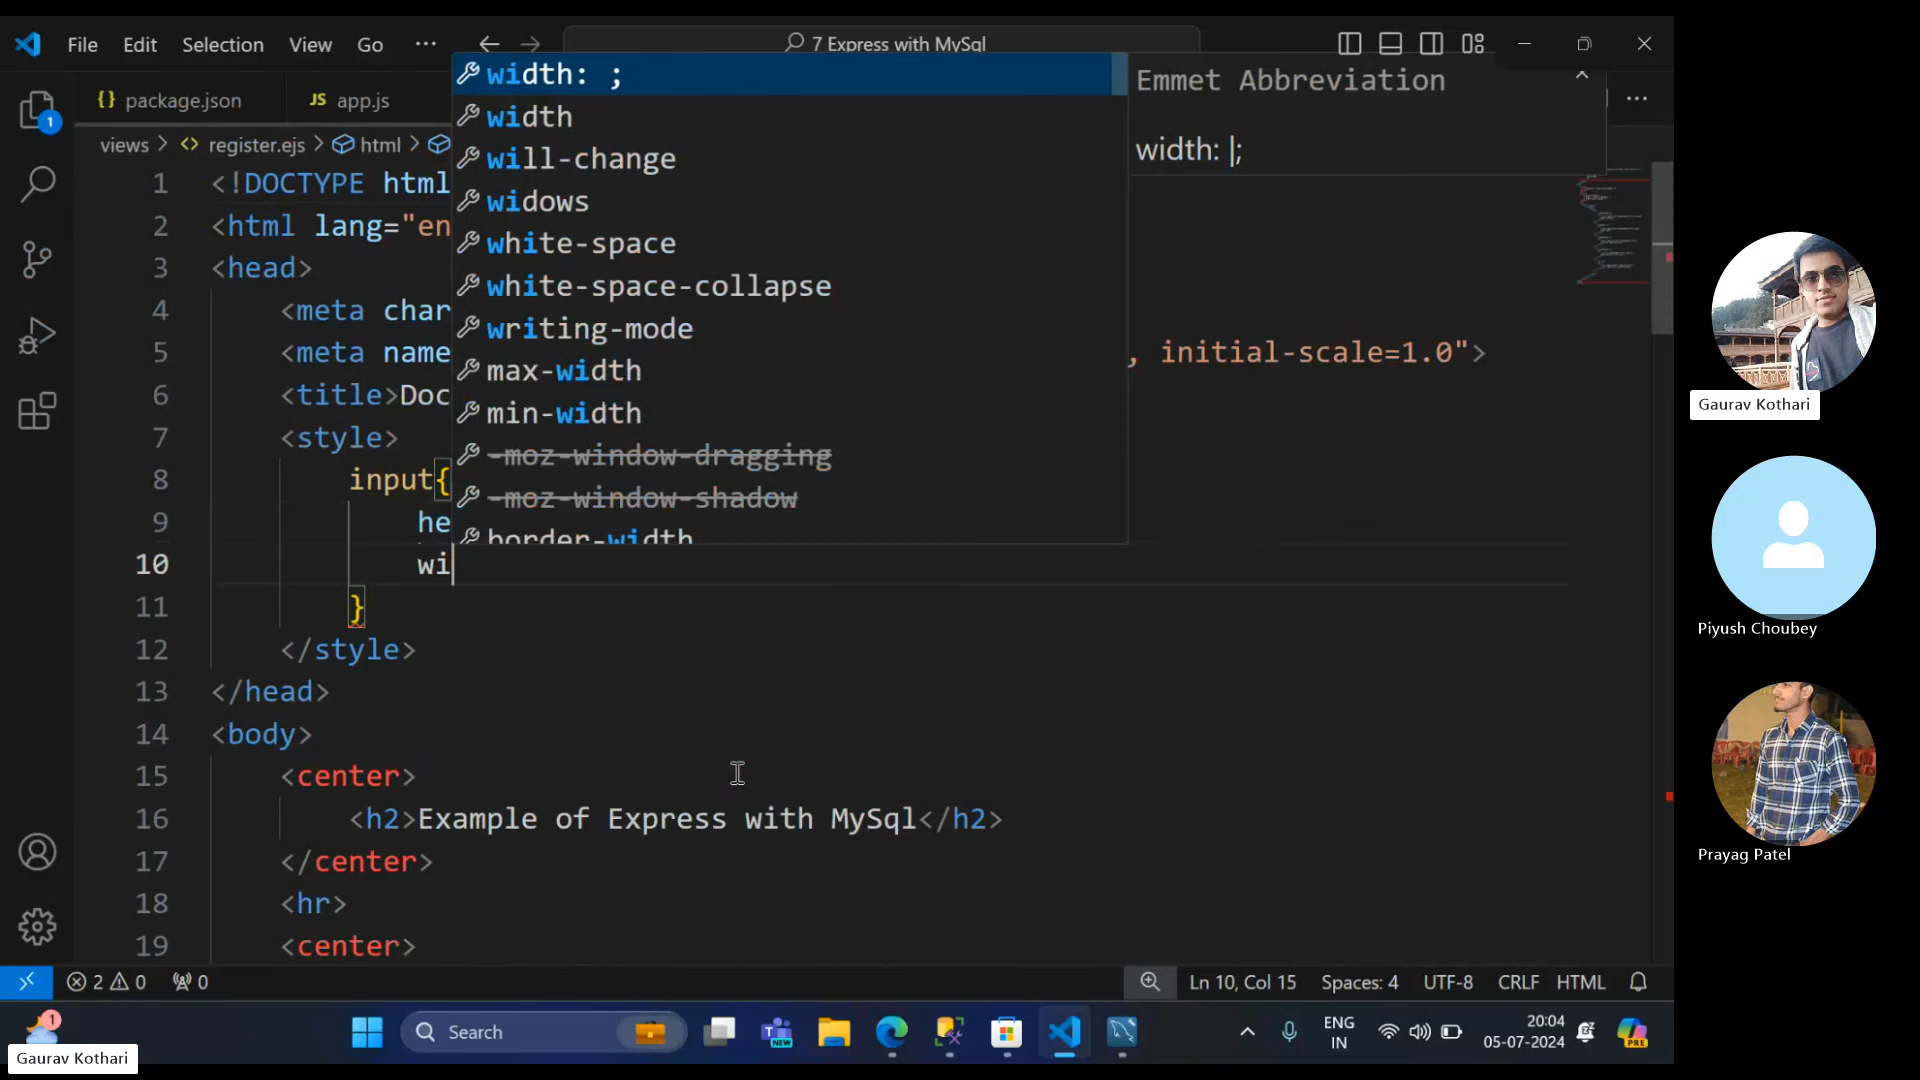 File Edit Selection View Go ··· 7 Express with MySql
package.json JS app.js ···
views > register.ejs > html >
width: ;
width
will-change
widows
white-space
white-space-collapse
writing-mode
max-width
min-width
-moz-window-dragging
-moz-window-shadow
border-width
Emmet Abbreviation
width: |;
1 <!DOCTYPE html
2 <html lang="en
3 <head>
4 <meta char
5 <meta name , initial-scale=1.0">
6 <title>Doc
7 <style>
8 input{
9 he
10 wi
11 }
12 </style>
13 </head>
14 <body>
15 <center>
16 <h2>Example of Express with MySql</h2>
17 </center>
18 <hr>
19 <center>
2 0 0 Ln 10, Col 15 Spaces: 4 UTF-8 CRLF HTML
1 Search NEW ENG IN 20:04 05-07-2024 PRE
Gaurav Kothari
Gaurav Kothari
Piyush Choubey
Prayag Patel